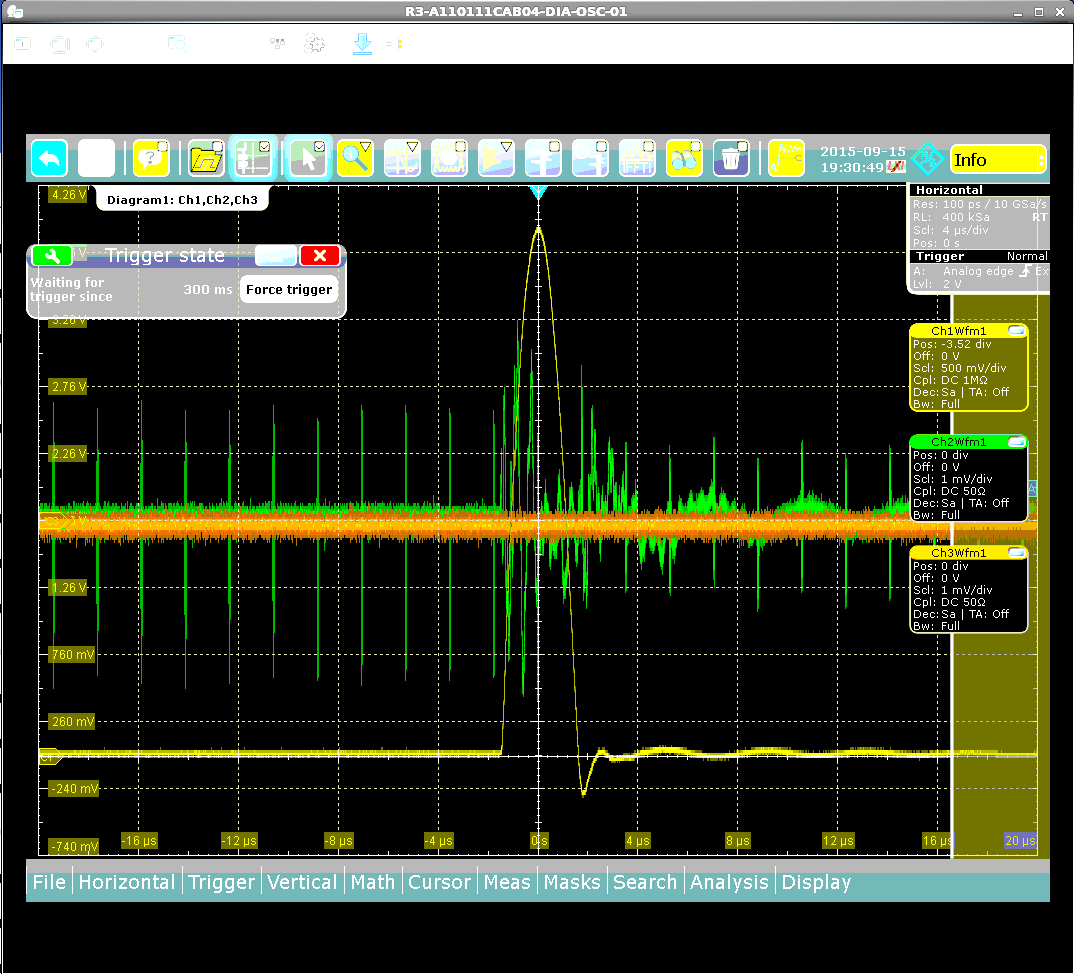 R3-A110111CAB04-DIA-OSC-01
2015-09-15
19:30:49
Info
4.26 V
Diagram1: Ch1,Ch2,Ch3
Horizontal
Res: 100 ps / 10 GSa/s
RL: 400 kSa RT
Scl: 4 µs/div
Pos: 0 s
Trigger Normal
A: Analog edge Ex
Lvl: 2 V
Trigger state
Waiting for
trigger since
300 ms
Force trigger
3.26 V
Ch1Wfm1
Pos: -3.52 div
Off: 0 V
Scl: 500 mV/div
Cpl: DC 1MΩ
Dec: Sa | TA: Off
Bw: Full
2.76 V
2.26 V
Ch2Wfm1
Pos: 0 div
Off: 0 V
Scl: 1 mV/div
Cpl: DC 50Ω
Dec: Sa | TA: Off
Bw: Full
Ch3Wfm1
Pos: 0 div
Off: 0 V
Scl: 1 mV/div
Cpl: DC 50Ω
Dec: Sa | TA: Off
Bw: Full
1.26 V
760 mV
260 mV
C1
-240 mV
-740 mV
-16 µs -12 µs -8 µs -4 µs 0 s 4 µs 8 µs 12 µs 16 µs 20 µs
File Horizontal Trigger Vertical Math Cursor Meas Masks Search Analysis Display